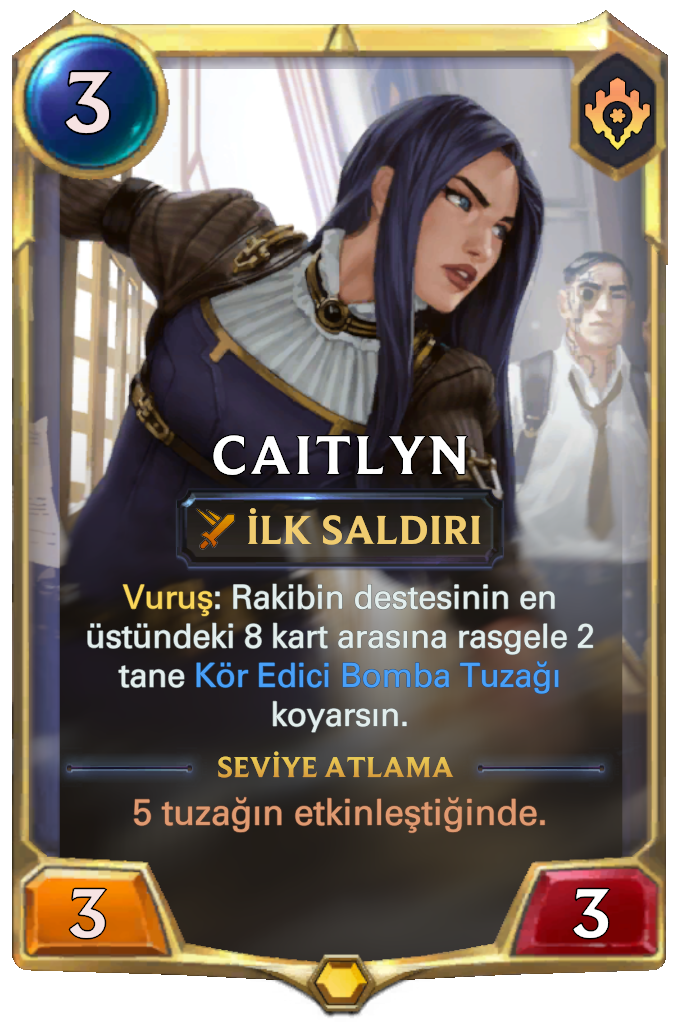 3
CAITLYN
İLK SALDIRI
Vuruş: Rakibin destesinin en
üstündeki 8 kart arasına rasgele 2
tane Kör Edici Bomba Tuzağı
koyarsın.
SEVİYE ATLAMA
5 tuzağın etkinleştiğinde.
3
3